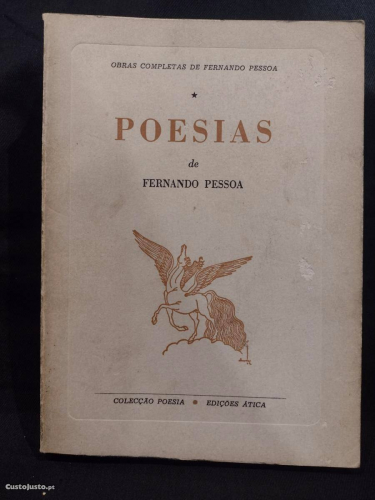 OBRAS COMPLETAS DE FERNANDO PESSOA
★
POESIAS
de
FERNANDO PESSOA
COLECÇÃO POESIA ● EDIÇÕES ÁTICA
Custojusto.pt